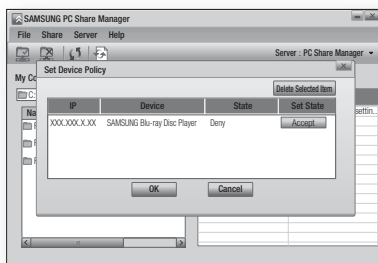 SAMSUNG PC Share Manager
File Share Server Help
Server : PC Share Manager
Set Device Policy
My Co
Delete Selected Item
C:
IP Device State Set State
Na
settin...
XXX.XXX.X.XX SAMSUNG Blu-ray Disc Player Deny Accept
OK Cancel